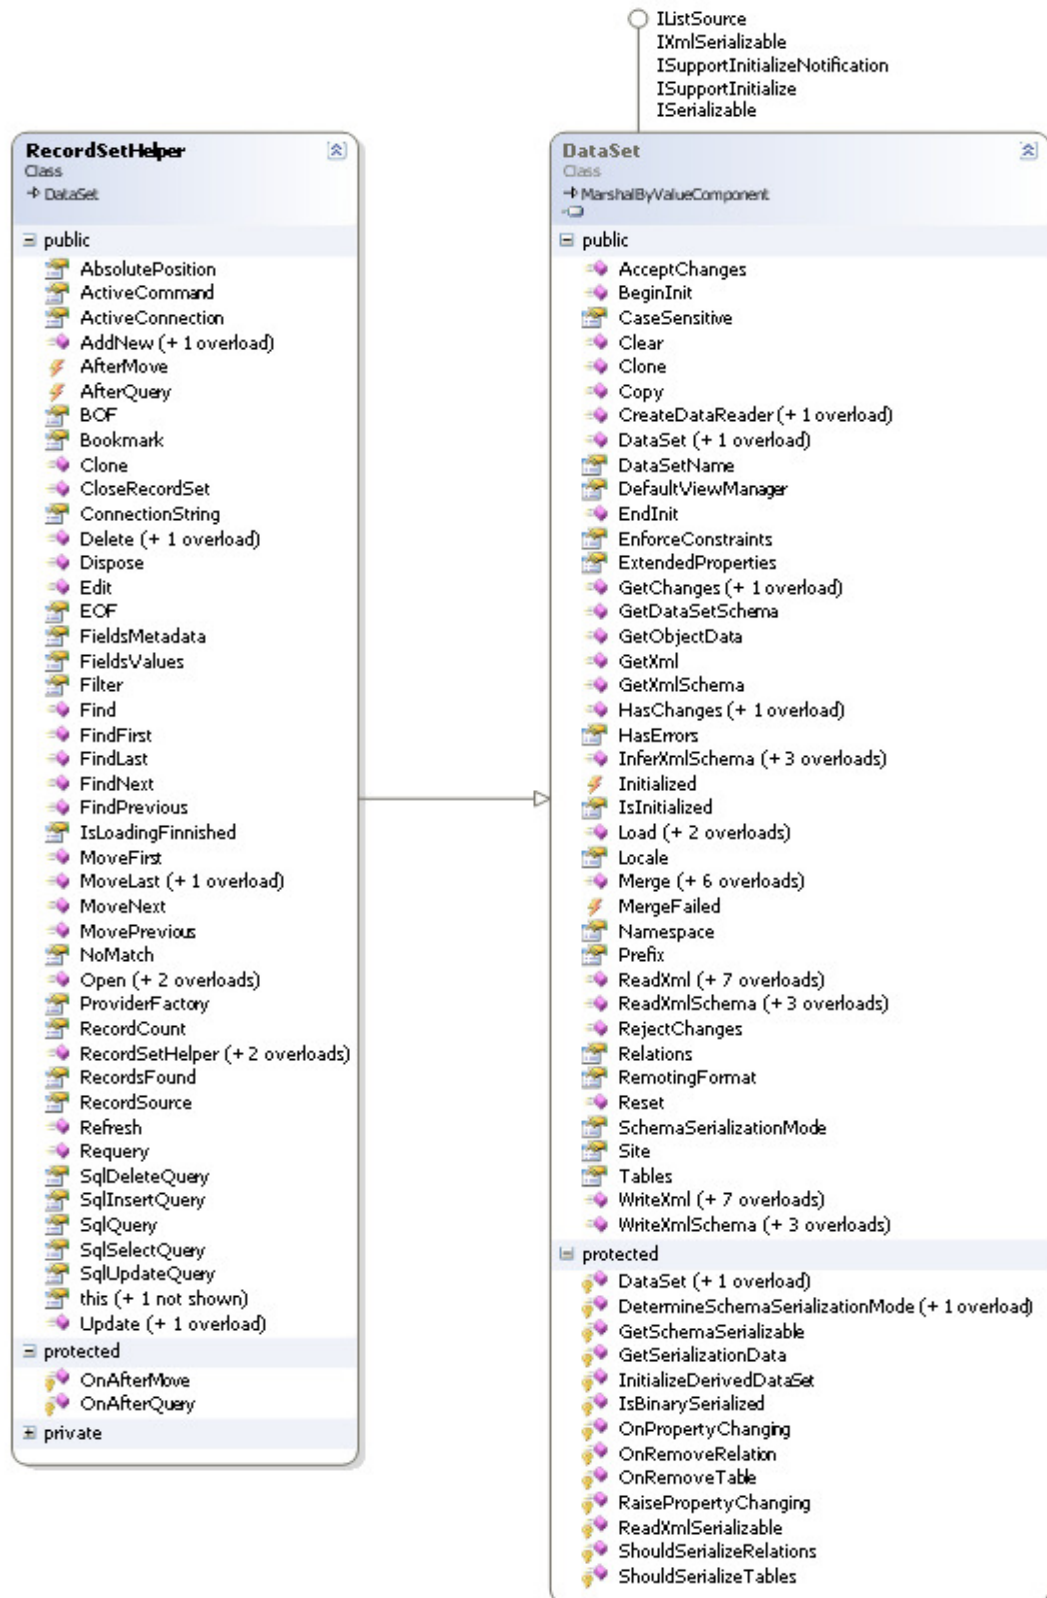 IListSource
IXmlSerializable
ISupportInitializeNotification
ISupportInitialize
ISerializable
RecordSetHelper
Class
DataSet
public
AbsolutePosition
ActiveCommand
ActiveConnection
AddNew (+ 1 overload)
AfterMove
AfterQuery
BOF
Bookmark
Clone
CloseRecordSet
ConnectionString
Delete (+ 1 overload)
Dispose
Edit
EOF
FieldsMetadata
FieldsValues
Filter
Find
FindFirst
FindLast
FindNext
FindPrevious
IsLoadingFinnished
MoveFirst
MoveLast (+ 1 overload)
MoveNext
MovePrevious
NoMatch
Open (+ 2 overloads)
ProviderFactory
RecordCount
RecordSetHelper (+ 2 overloads)
RecordsFound
RecordSource
Refresh
Requery
SqlDeleteQuery
SqlInsertQuery
SqlQuery
SqlSelectQuery
SqlUpdateQuery
this (+ 1 not shown)
Update (+ 1 overload)
protected
OnAfterMove
OnAfterQuery
private
DataSet
Class
MarshalByValueComponent
public
AcceptChanges
BeginInit
CaseSensitive
Clear
Clone
Copy
CreateDataReader (+ 1 overload)
DataSet (+ 1 overload)
DataSetName
DefaultViewManager
EndInit
EnforceConstraints
ExtendedProperties
GetChanges (+ 1 overload)
GetDataSetSchema
GetObjectData
GetXml
GetXmlSchema
HasChanges (+ 1 overload)
HasErrors
InferXmlSchema (+ 3 overloads)
Initialized
IsInitialized
Load (+ 2 overloads)
Locale
Merge (+ 6 overloads)
MergeFailed
Namespace
Prefix
ReadXml (+ 7 overloads)
ReadXmlSchema (+ 3 overloads)
RejectChanges
Relations
RemotingFormat
Reset
SchemaSerializationMode
Site
Tables
WriteXml (+ 7 overloads)
WriteXmlSchema (+ 3 overloads)
protected
DataSet (+ 1 overload)
DetermineSchemaSerializationMode (+ 1 overload)
GetSchemaSerializable
GetSerializationData
InitializeDerivedDataSet
IsBinarySerialized
OnPropertyChanging
OnRemoveRelation
OnRemoveTable
RaisePropertyChanging
ReadXmlSerializable
ShouldSerializeRelations
ShouldSerializeTables